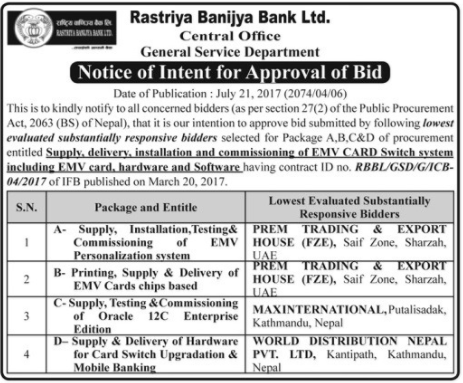 राष्ट्रिय वाणिज्य बैंक लि.
RASTRIYA BANIJYA BANK LTD.
Rastriya Banijya Bank Ltd.
Central Office
General Service Department
Notice of Intent for Approval of Bid
Date of Publication : July 21, 2017 (2074/04/06)
This is to kindly notify to all concerned bidders (as per section 27(2) of the Public Procurement
Act, 2063 (BS) of Nepal), that it is our intention to approve bid submitted by following lowest
evaluated substantially responsive bidders selected for Package A,B,C&D of procurement
entitled Supply, delivery, installation and commissioning of EMV CARD Switch system
including EMV card, hardware and Software having contract ID no. RBBL/GSD/G/ICB-
04/2017 of IFB published on March 20, 2017.
S.N. Package and Entitle Lowest Evaluated Substantially
Responsive Bidders
1 A- Supply, Installation,Testing&
Commissioning of EMV
Personalization system
PREM TRADING & EXPORT
HOUSE (FZE), Saif Zone, Sharzah,
UAE
2 B- Printing, Supply & Delivery of
EMV Cards chips based
PREM TRADING & EXPORT
HOUSE (FZE), Saif Zone, Sharzah,
UAE
3 C- Supply, Testing &Commissioning
of Oracle 12C Enterprise
Edition
MAXINTERNATIONAL, Putalisadak,
Kathmandu, Nepal
4 D– Supply & Delivery of Hardware
for Card Switch Upgradation &
Mobile Banking
WORLD DISTRIBUTION NEPAL
PVT. LTD, Kantipath, Kathmandu,
Nepal